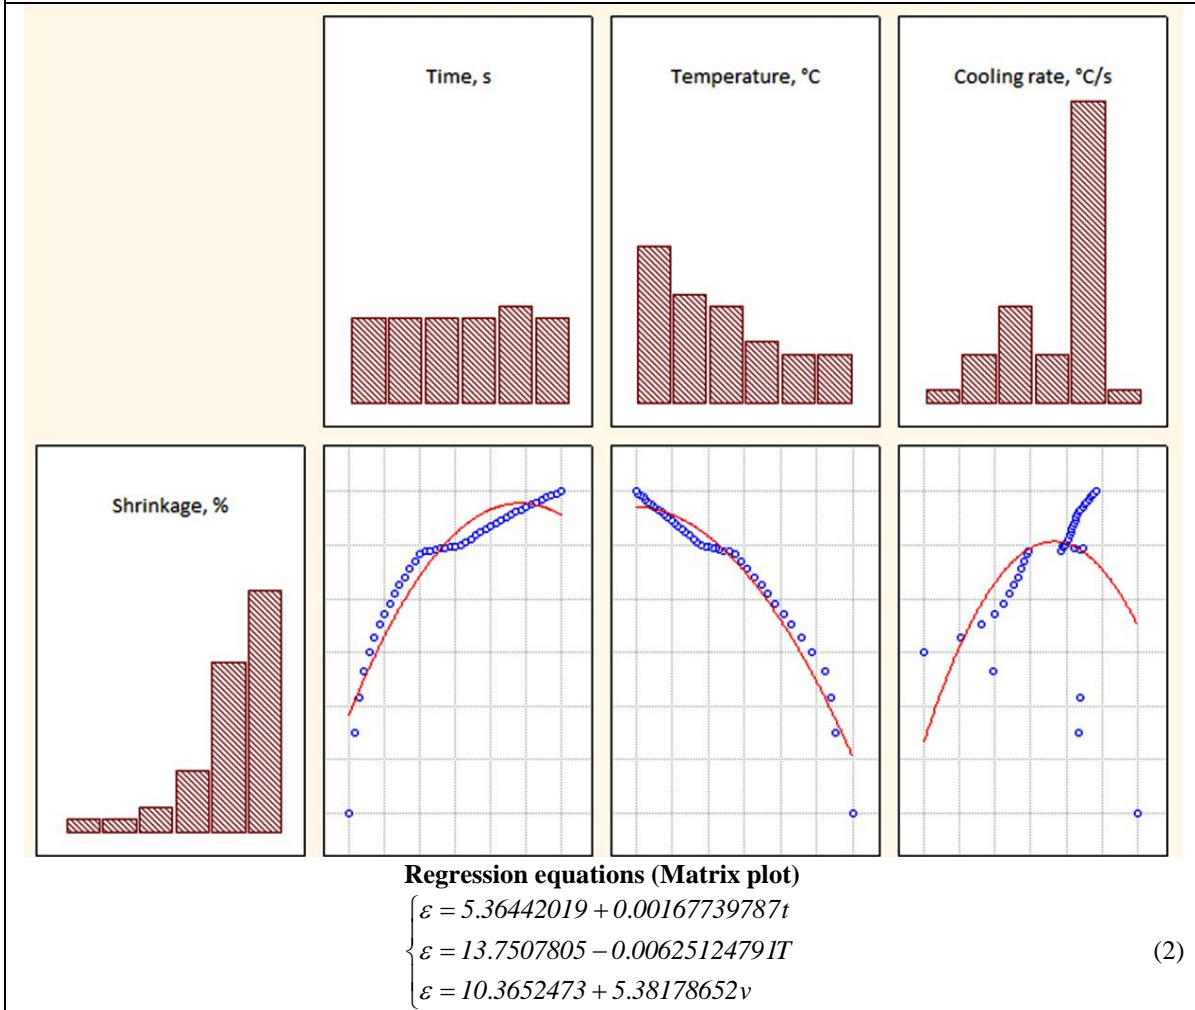 Time, s
Temperature, °C
Cooling rate, °C/s
Shrinkage, %
Regression equations (Matrix plot)
ε = 5.36442019 + 0.00167739787t
ε = 13.7507805 − 0.0062512479IT
ε = 10.3652473 + 5.38178652v
(2)